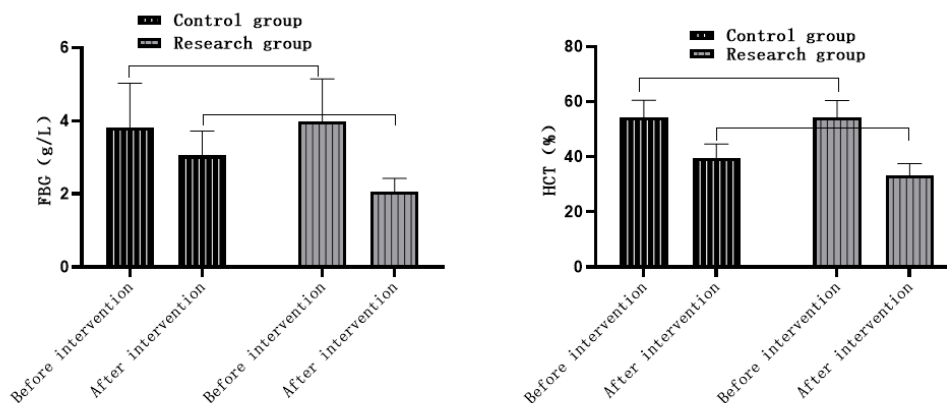 Control group
Research group
6
4
2
0
FBG (g/L)
Before intervention
After intervention
Before intervention
After intervention
Control group
Research group
80
60
40
20
0
HCT (%)
Before intervention
After intervention
Before intervention
After intervention